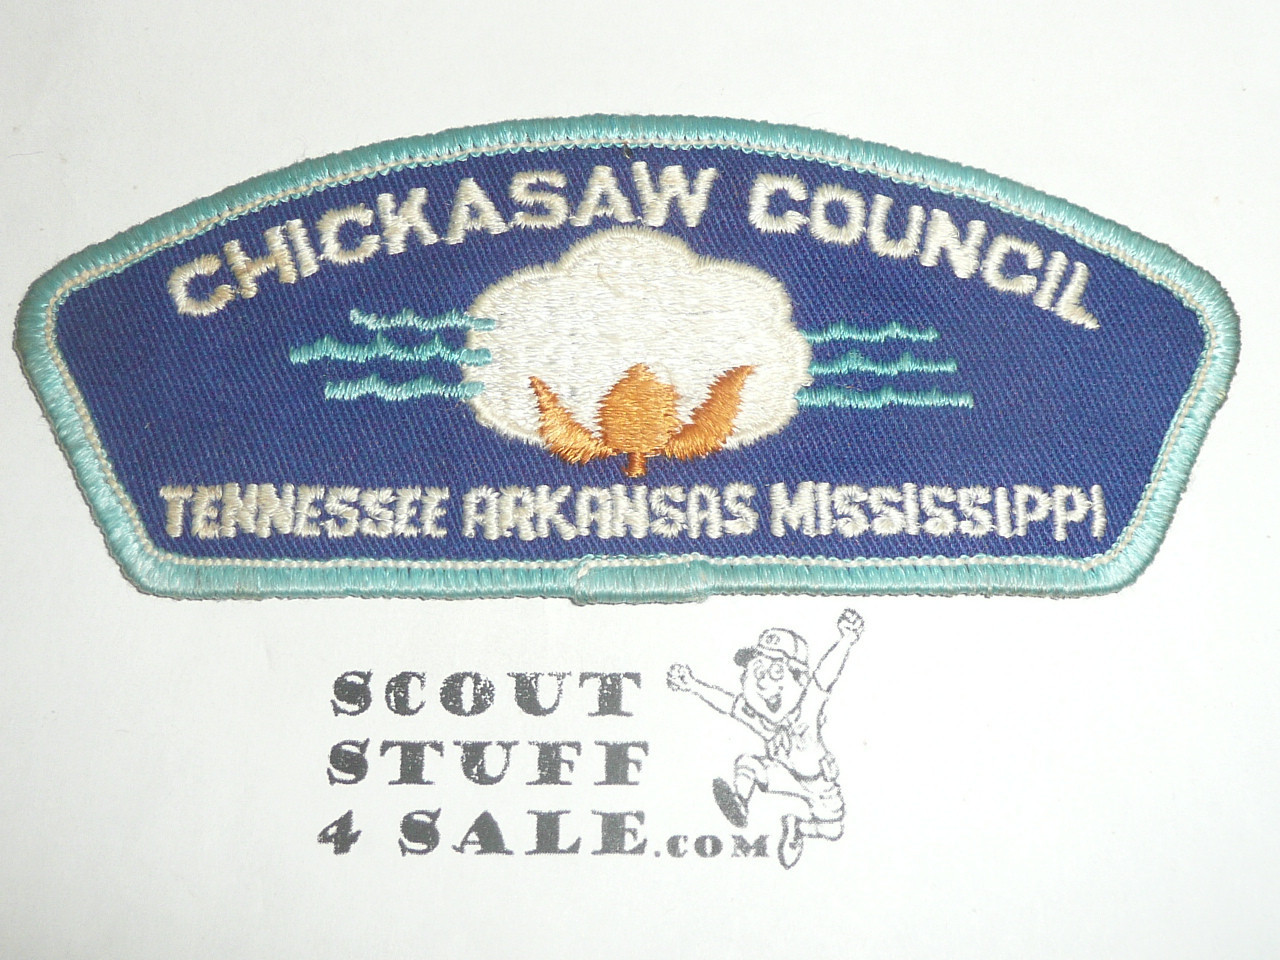 CHICKASAW COUNCIL
TENNESSEE ARKANSAS MISSISSIPPI
SCOUT
STUFF
4 SALE.COM